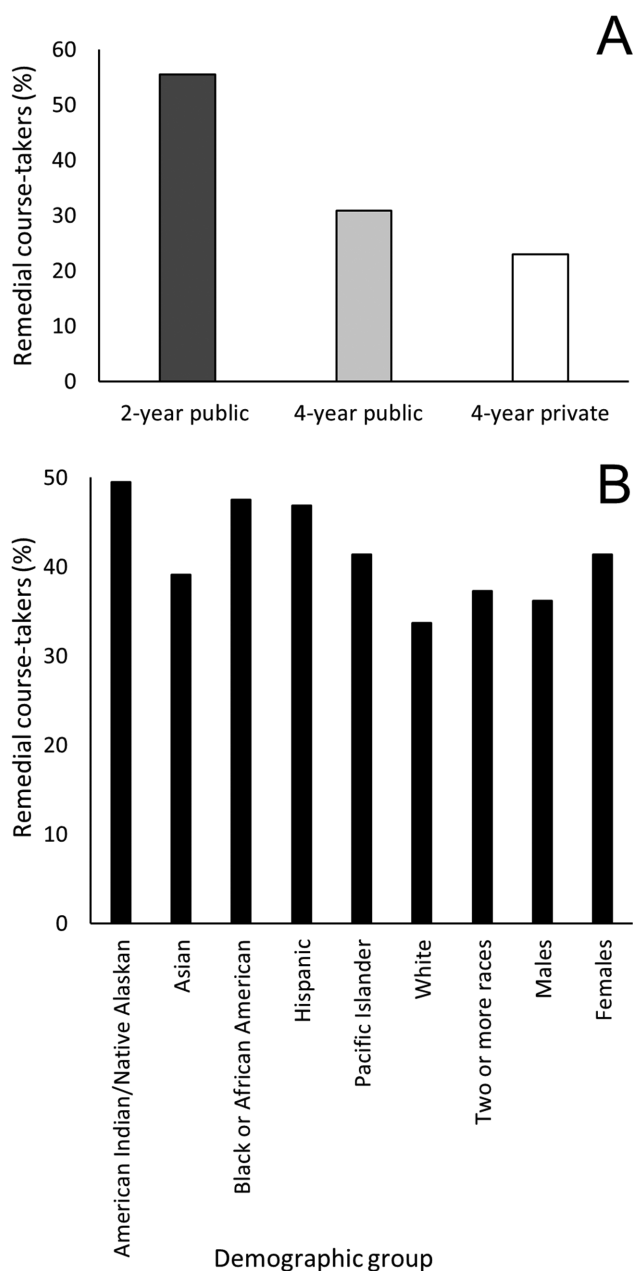 A
Remedial course-takers (%)
60
50
40
30
20
10
0
2-year public
4-year public
4-year private
B
Remedial course-takers (%)
50
40
30
20
10
0
American Indian/Native Alaskan
Asian
Black or African American
Hispanic
Pacific Islander
White
Two or more races
Males
Females
Demographic group